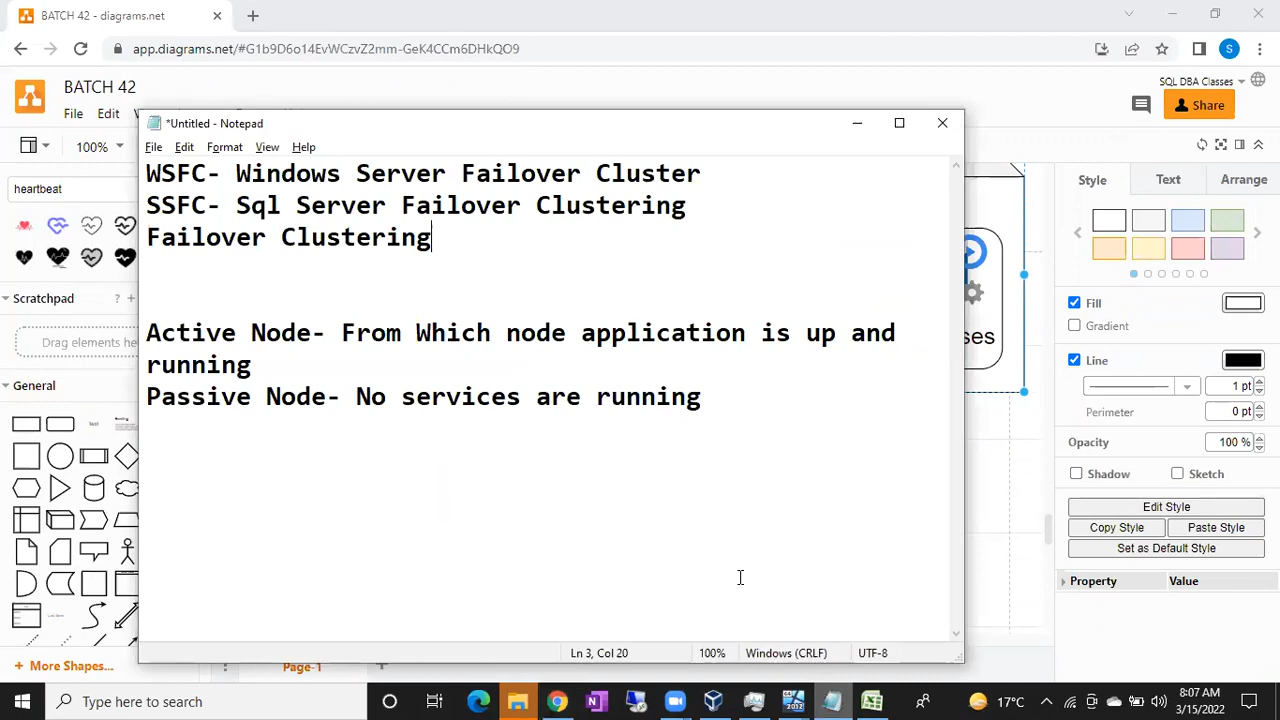 BATCH 42 - diagrams.net
app.diagrams.net/#G1b9D6o14EvWCzvZ2mm-GeK4CCm6DHkQO9
S
BATCH 42
SQL DBA Classes
File Edit
Share
*Untitled - Notepad
100%
File Edit Format View Help
heartbeat
WSFC- Windows Server Failover Cluster
SSFC- Sql Server Failover Clustering
Failover Clustering
Active Node- From Which node application is up and
running
Passive Node- No services are running
Scratchpad ? +
Drag elements he
General
Text
More Shapes...
Page-1
Ln 3, Col 20 100% Windows (CRLF) UTF-8
ses
Style Text Arrange
Fill
Gradient
Line 1 pt
Perimeter 0 pt
Opacity 100 %
Shadow Sketch
Edit Style
Copy Style Paste Style
Set as Default Style
Property Value
Type here to search
2012
17°C
8:07 AM
3/15/2022